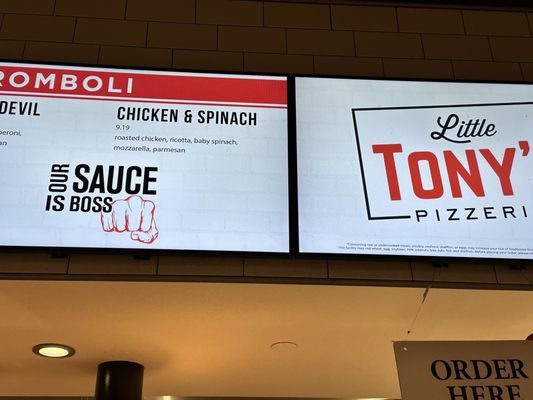 ROMBOLI
DEVIL
CHICKEN & SPINACH
9.19
roasted chicken, ricotta, baby spinach,
mozzarella, parmesan
OUR
SAUCE
IS BOSS
Little
TONY'
PIZZERI
ORDER
HERE